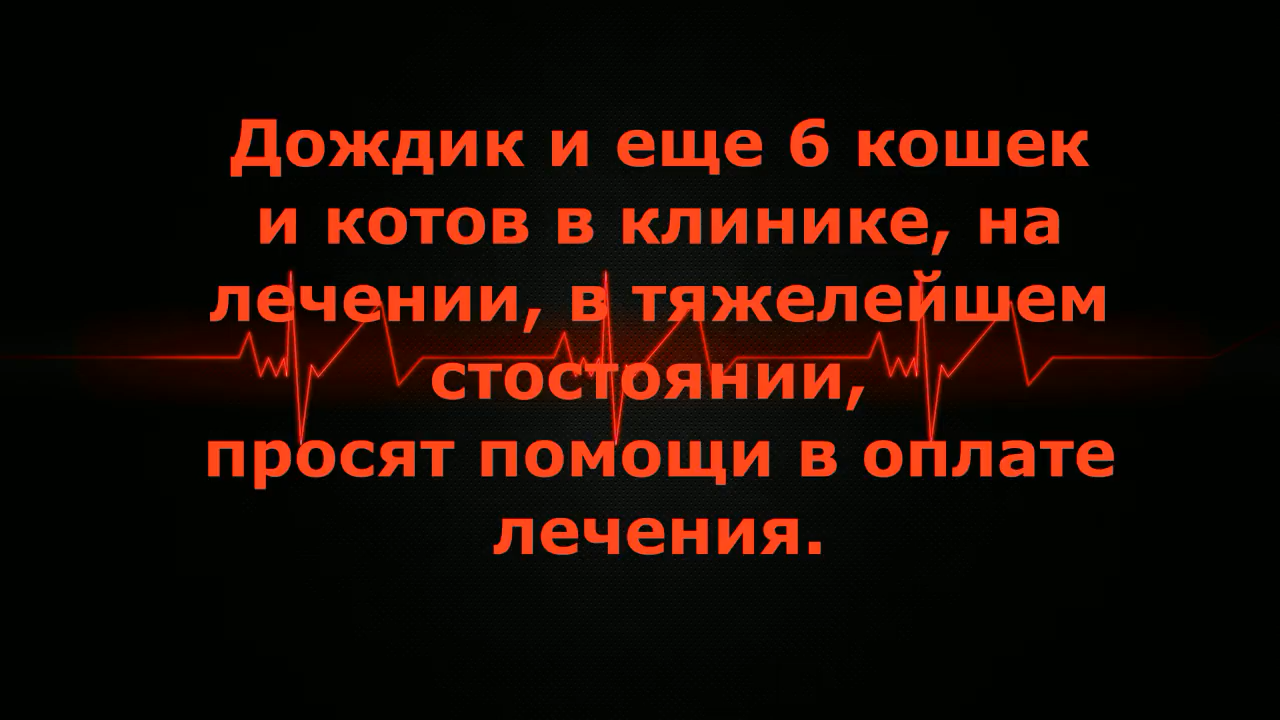 Дождик и еще 6 кошек
и котов в клинике, на
лечении, в тяжелейшем
стостоянии,
просят помощи в оплате
лечения.